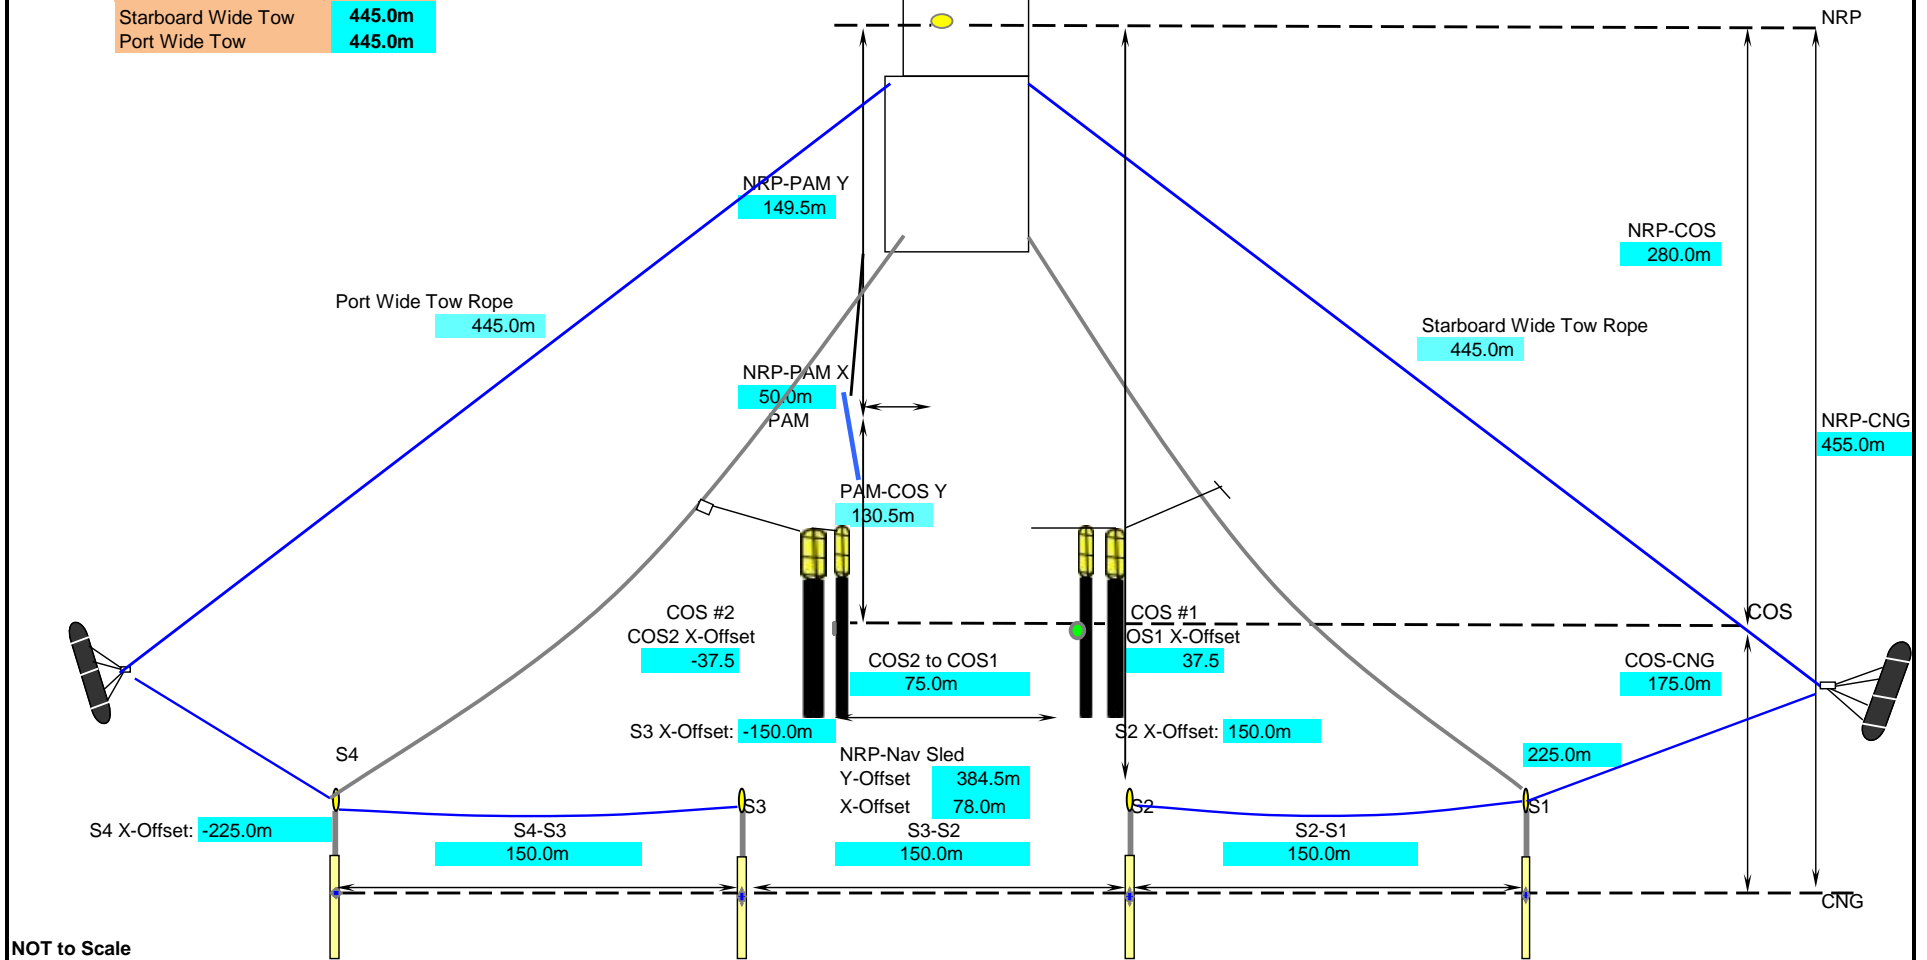 Starboard Wide Tow 445.0m
Port Wide Tow 445.0m
NRP
NRP-PAM Y
149.5m
NRP-COS
280.0m
Port Wide Tow Rope
445.0m
Starboard Wide Tow Rope
445.0m
NRP-PAM X
50.0m
PAM
NRP-CNG
455.0m
PAM-COS Y
130.5m
COS #2
COS2 X-Offset
-37.5
COS #1
OS1 X-Offset
37.5
COS
COS2 to COS1
75.0m
COS-CNG
175.0m
S3 X-Offset: -150.0m
S2 X-Offset: 150.0m
S4
NRP-Nav Sled
Y-Offset 384.5m
X-Offset 78.0m
225.0m
S3
S2
S1
S4 X-Offset: -225.0m
S4-S3
150.0m
S3-S2
150.0m
S2-S1
150.0m
CNG
NOT to Scale